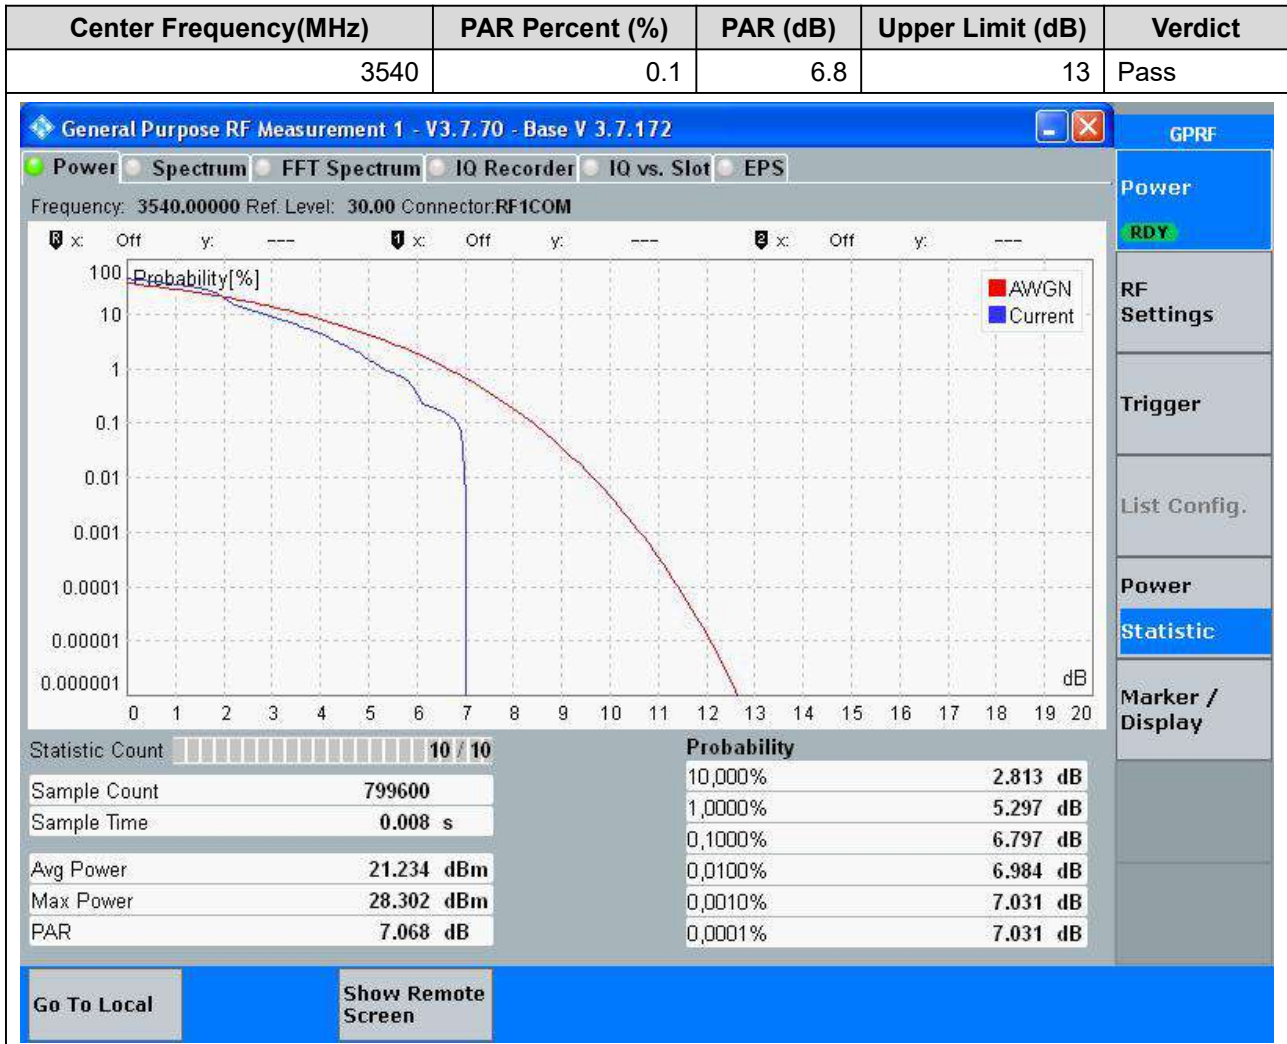 Center Frequency(MHz) PAR Percent (%) PAR (dB) Upper Limit (dB) Verdict
3540 0.1 6.8 13 Pass
General Purpose RF Measurement 1 - V3.7.70 - Base V 3.7.172
GPRF
Power Spectrum FFT Spectrum IQ Recorder IQ vs. Slot EPS
Power
RDY
Frequency: 3540.00000 Ref. Level: 30.00 Connector:RF1COM
R x: Off y: --- 1 x: Off y: --- 2 x: Off y: ---
Probability[%]
AWGN
Current
100
10
1
0.1
0.01
0.001
0.0001
0.00001
0.000001
dB
0 1 2 3 4 5 6 7 8 9 10 11 12 13 14 15 16 17 18 19 20
RF
Settings
Trigger
List Config.
Power
Statistic
Marker /
Display
Statistic Count 10 / 10
Sample Count 799600
Sample Time 0.008 s
Avg Power 21.234 dBm
Max Power 28.302 dBm
PAR 7.068 dB
Probability
10,000% 2.813 dB
1,0000% 5.297 dB
0,1000% 6.797 dB
0,0100% 6.984 dB
0,0010% 7.031 dB
0,0001% 7.031 dB
Go To Local
Show Remote
Screen